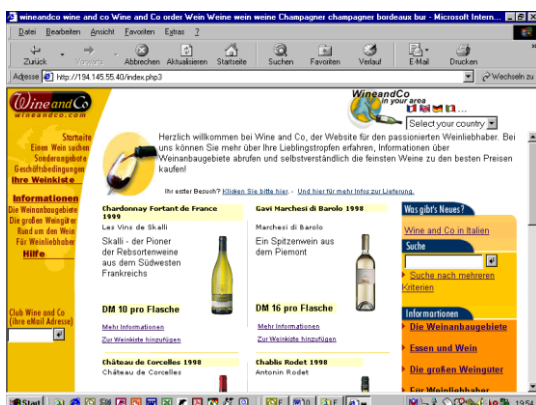 wineandco wine and co Wine and Co order Wein Weine wein weine Champagner champagner bordeaux bur - Microsoft Intern...
Datei Bearbeiten Ansicht Favoriten Extras ?
Zurück Vorwärts Abbrechen Aktualisieren Startseite Suchen Favoriten Verlauf E-Mail Drucken
Adresse http://194.145.55.40/index.php3 Wechseln zu
Wine and Co
wineandco.com
WineandCo
in your area
Select your country
Startseite
Einen Wein suchen
Sonderangebote
Geschäftsbedingungen
Ihre Weinkiste
Informationen
Die Weinanbaugebiete
Die großen Weingüter
Rund um den Wein
Für Weinliebhaber
Hilfe
Club Wine and Co
(ihre eMail Adresse)
Herzlich willkommen bei Wine and Co, der Website für den passionierten Weinliebhaber. Bei
uns können Sie mehr über Ihre Lieblingstropfen erfahren, Informationen über
Weinanbaugebiete abrufen und selbstverständlich die feinsten Weine zu den besten Preisen
kaufen!
Ihr erster Besuch? Klicken Sie bitte hier. - Und hier für mehr Infos zur Lieferung.
Chardonnay Fortant de France
1999
Les Vins de Skalli
Skalli - der Pioner
der Rebsortenweine
aus dem Südwesten
Frankreichs
DM 10 pro Flasche
Mehr Informationen
Zur Weinkiste hinzufügen
Gavi Marchesi di Barolo 1998
Marchesi di Barolo
Ein Spitzenwein aus
dem Piemont
DM 16 pro Flasche
Mehr Informationen
Zur Weinkiste hinzufügen
Château de Corcelles 1998
Château de Corcelles
Chablis Rodet 1998
Antonin Rodet
Was gibt's Neues?
Wine and Co in Italien
Suche
Suche nach mehreren
Kriterien
Informationen
Die Weinanbaugebiete
Essen und Wein
Die großen Weingüter
Für Weinliebhaber
Start
19:54